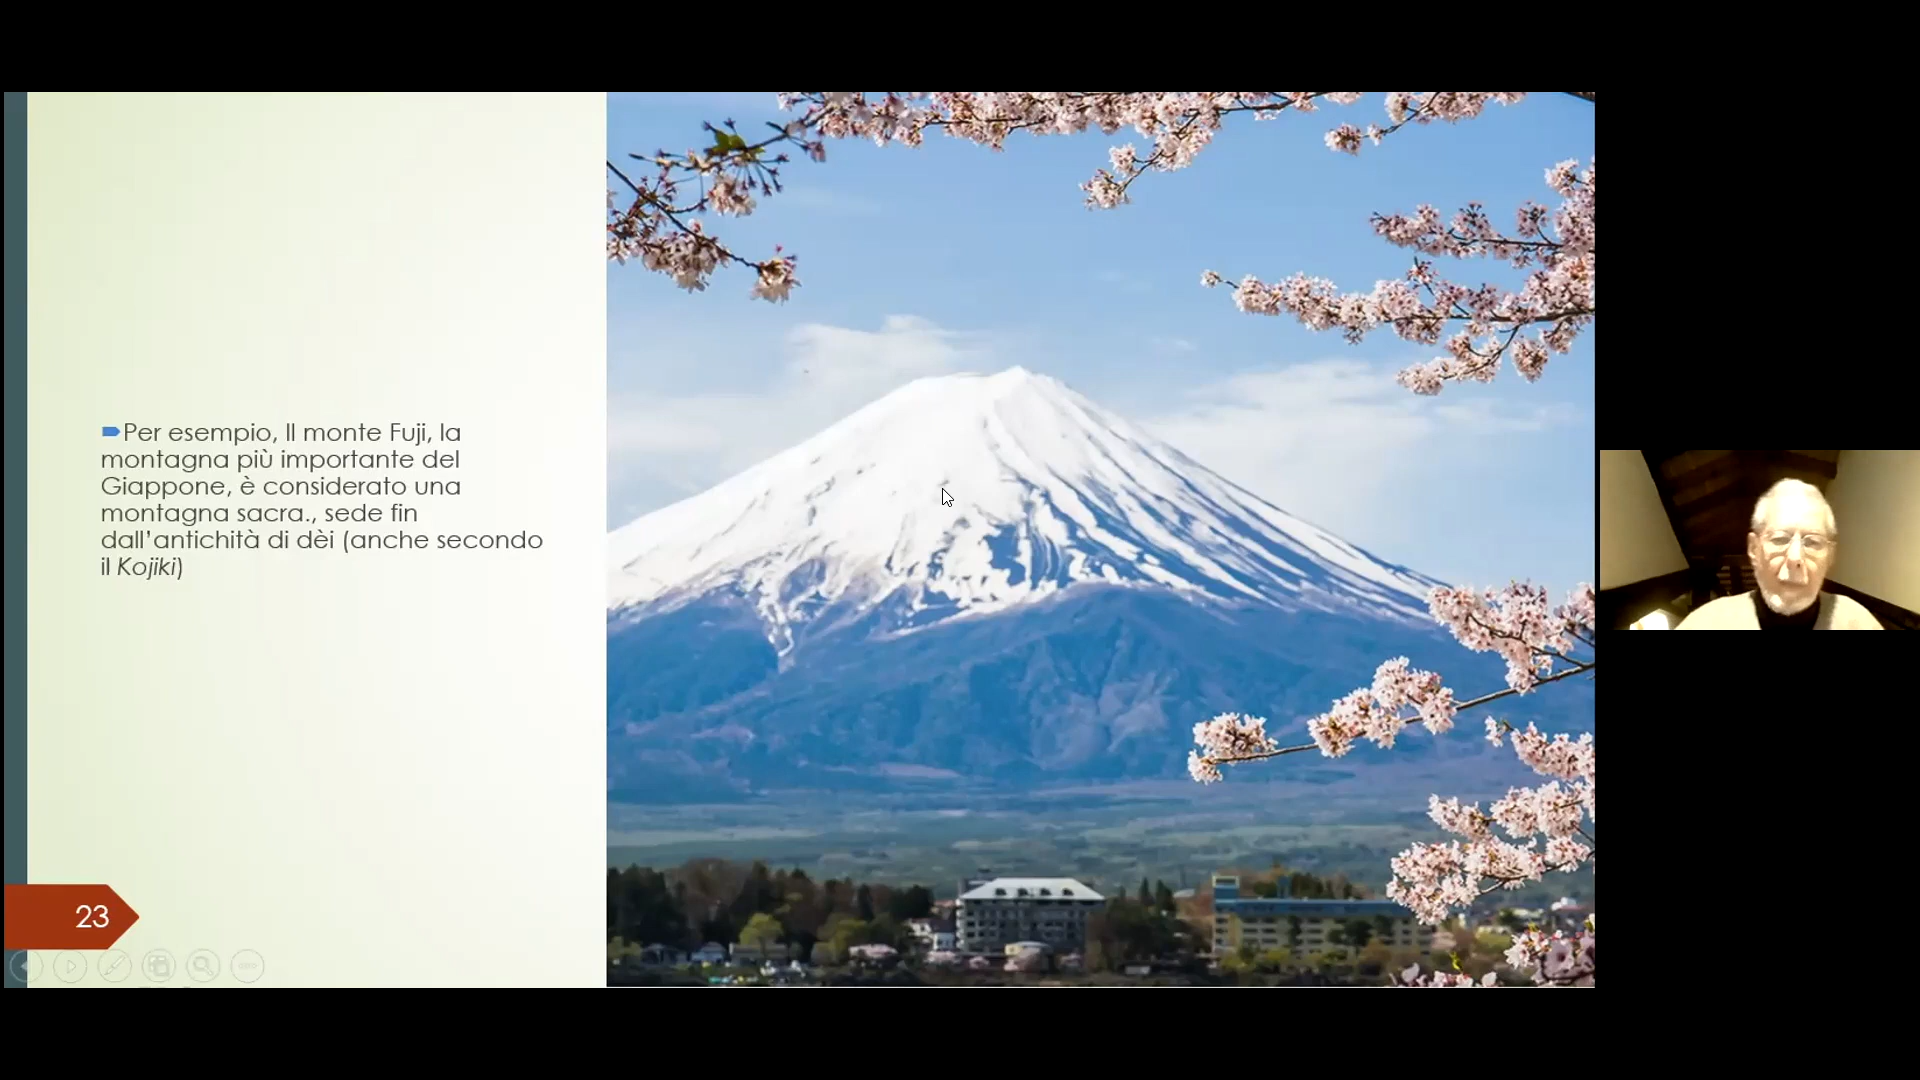 Per esempio, Il monte Fuji, la
montagna più importante del
Giappone, è considerato una
montagna sacra., sede fin
dall’antichità di dèi (anche secondo
il Kojiki)
23